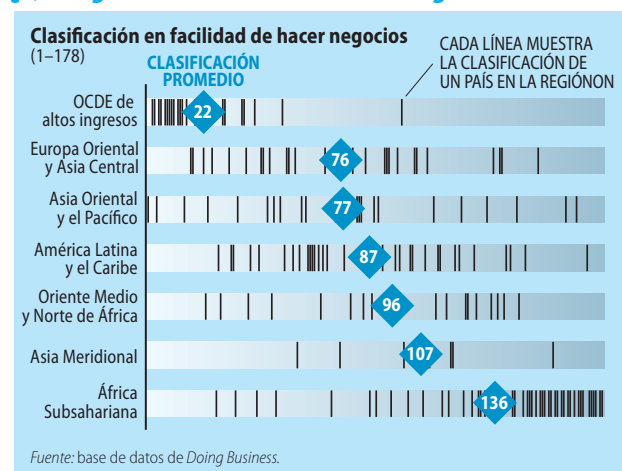 Clasificación en facilidad de hacer negocios
(1–178)
CLASIFICACIÓN
PROMEDIO
CADA LÍNEA MUESTRA
LA CLASIFICACIÓN DE
UN PAÍS EN LA REGIÓNON
OCDE de
altos ingresos
22
Europa Oriental
y Asia Central
76
Asia Oriental
y el Pacífico
77
América Latina
y el Caribe
87
Oriente Medio
y Norte de África
96
Asia Meridional
107
África
Subsahariana
136
Fuente: base de datos de Doing Business.